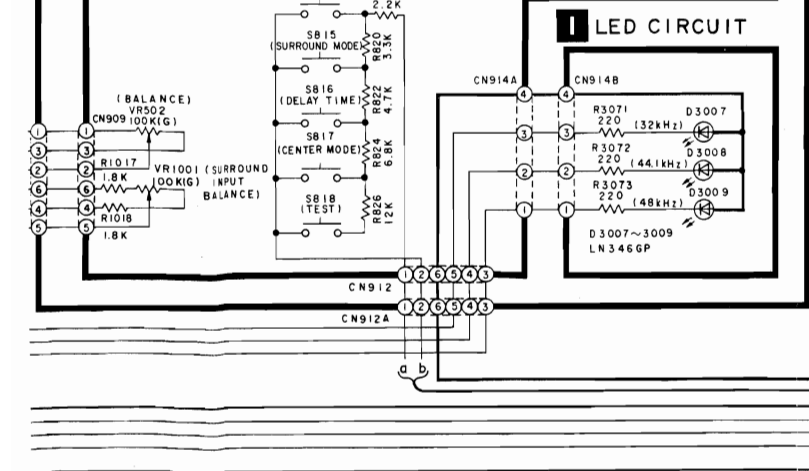 2.2K
I LED CIRCUIT
S815
(SURROUND MODE)
R820
3.3K
S816
(DELAY TIME)
R822
4.7K
S817
(CENTER MODE)
R824
6.8K
S818
(TEST)
R826
12K
(BALANCE)
VR502
100K(G)
CN909
1 1
3 3
2 2
R1017
1.8K
6 6
VR1001 (SURROUND
100K(G) INPUT
BALANCE)
4 4
R1018
5 5
1.8K
CN914A CN914B
4 4
3 3
R3071
220
(32kHz)
D3007
2 2
R3072
220
(44.1kHz)
D3008
1 1
R3073
220
(48kHz)
D3009
D3007~3009
LN346GP
1 2 6 5 4 3
CN912
1 2 6 5 4 3
CN912A
a b